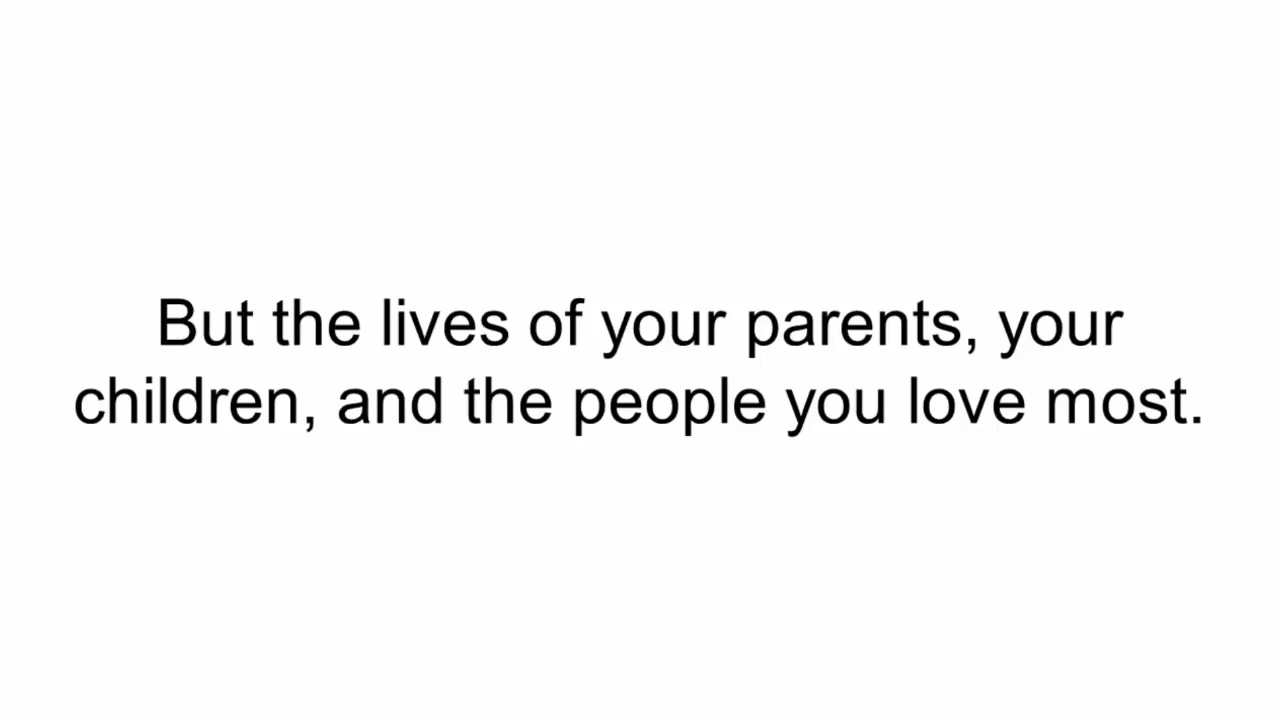 But the lives of your parents, your
children, and the people you love most.